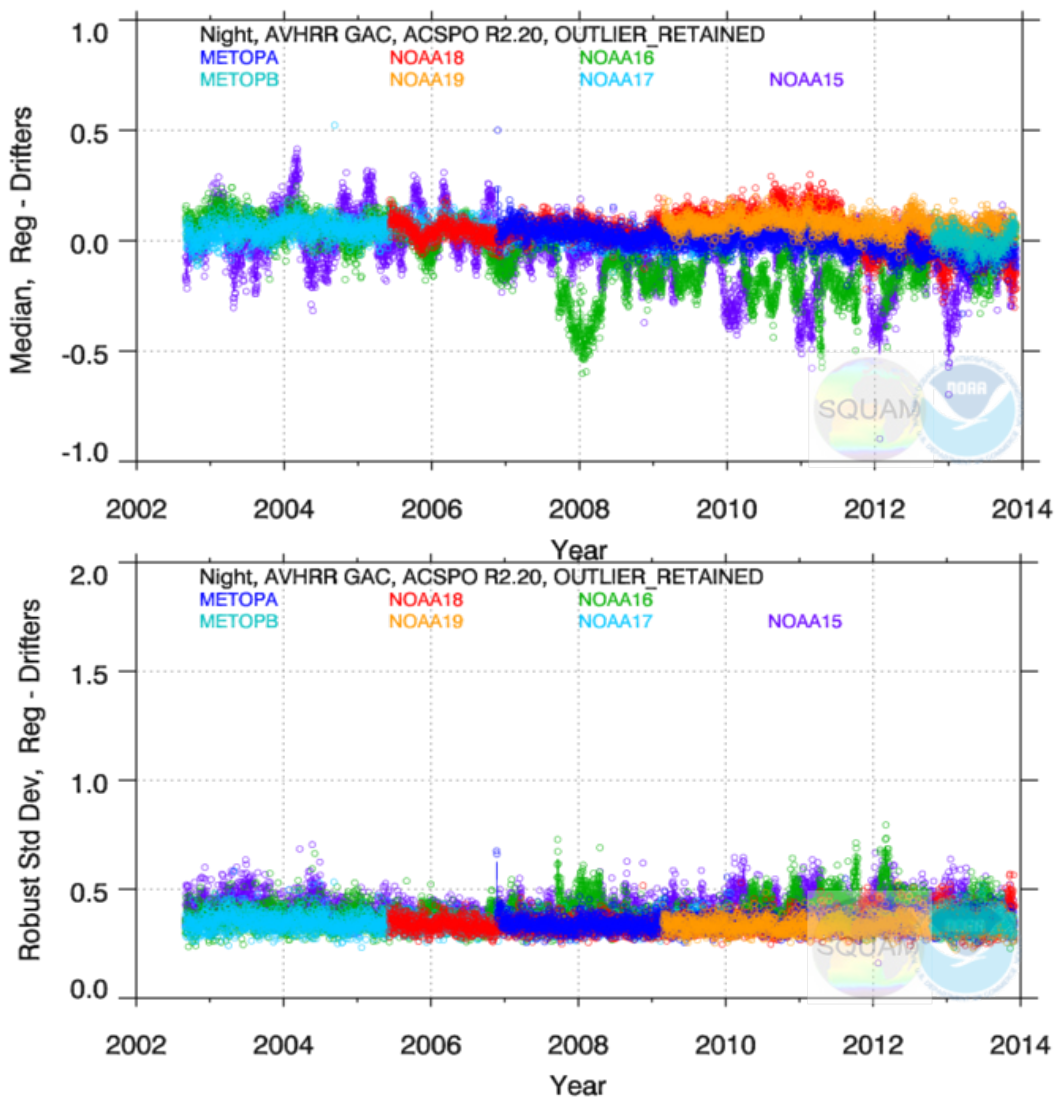 Night, AVHRR GAC, ACSPO R2.20, OUTLIER_RETAINED
METOPA NOAA18 NOAA16
METOPB NOAA19 NOAA17 NOAA15
1.0
0.5
0.0
-0.5
-1.0
Median, Reg - Drifters
SQUAM
NOAA
2002 2004 2006 2008 2010 2012 2014
Year
Night, AVHRR GAC, ACSPO R2.20, OUTLIER_RETAINED
METOPA NOAA18 NOAA16
METOPB NOAA19 NOAA17 NOAA15
2.0
1.5
1.0
0.5
0.0
Robust Std Dev, Reg - Drifters
SQUAM
2002 2004 2006 2008 2010 2012 2014
Year